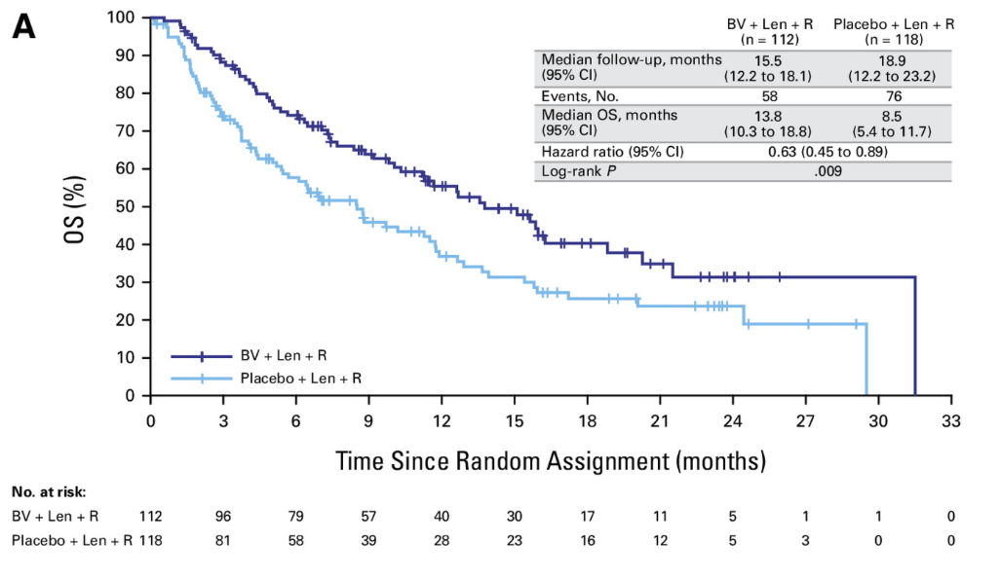 A
BV + Len + R Placebo + Len + R
(n = 112) (n = 118)
Median follow-up, months 15.5 18.9
(95% CI) (12.2 to 18.1) (12.2 to 23.2)
Events, No. 58 76
Median OS, months 13.8 8.5
(95% CI) (10.3 to 18.8) (5.4 to 11.7)
Hazard ratio (95% CI) 0.63 (0.45 to 0.89)
Log-rank P .009
OS (%)
100
90
80
70
60
50
40
30
20
10
0
BV + Len + R
Placebo + Len + R
0 3 6 9 12 15 18 21 24 27 30 33
Time Since Random Assignment (months)
No. at risk:
BV + Len + R 112 96 79 57 40 30 17 11 5 1 1 0
Placebo + Len + R 118 81 58 39 28 23 16 12 5 3 0 0